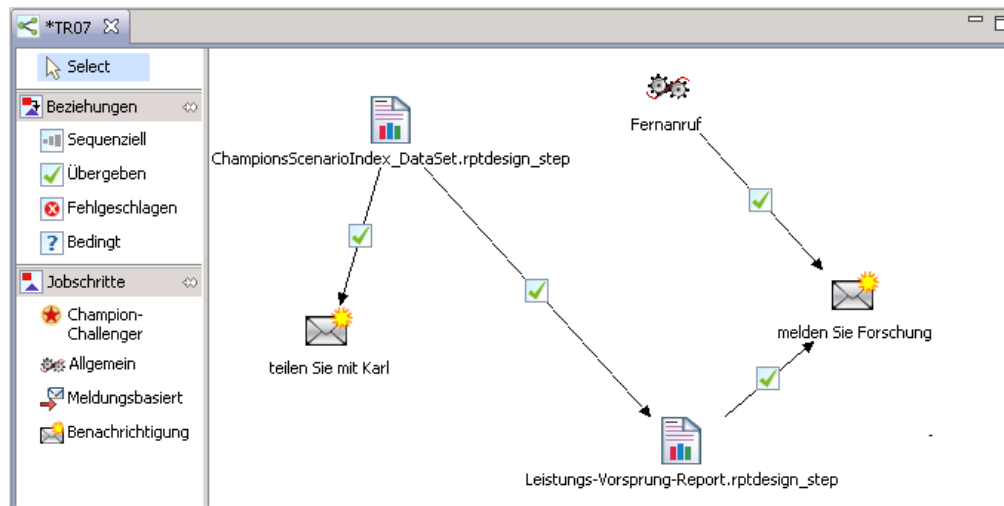 *TR07
Select
Beziehungen
Sequenziell
Übergeben
Fehlgeschlagen
Bedingt
Jobschritte
Champion-
Challenger
Allgemein
Meldungsbasiert
Benachrichtigung
ChampionsScenarioIndex_DataSet.rptdesign_step
Fernanruf
teilen Sie mit Karl
melden Sie Forschung
Leistungs-Vorsprung-Report.rptdesign_step